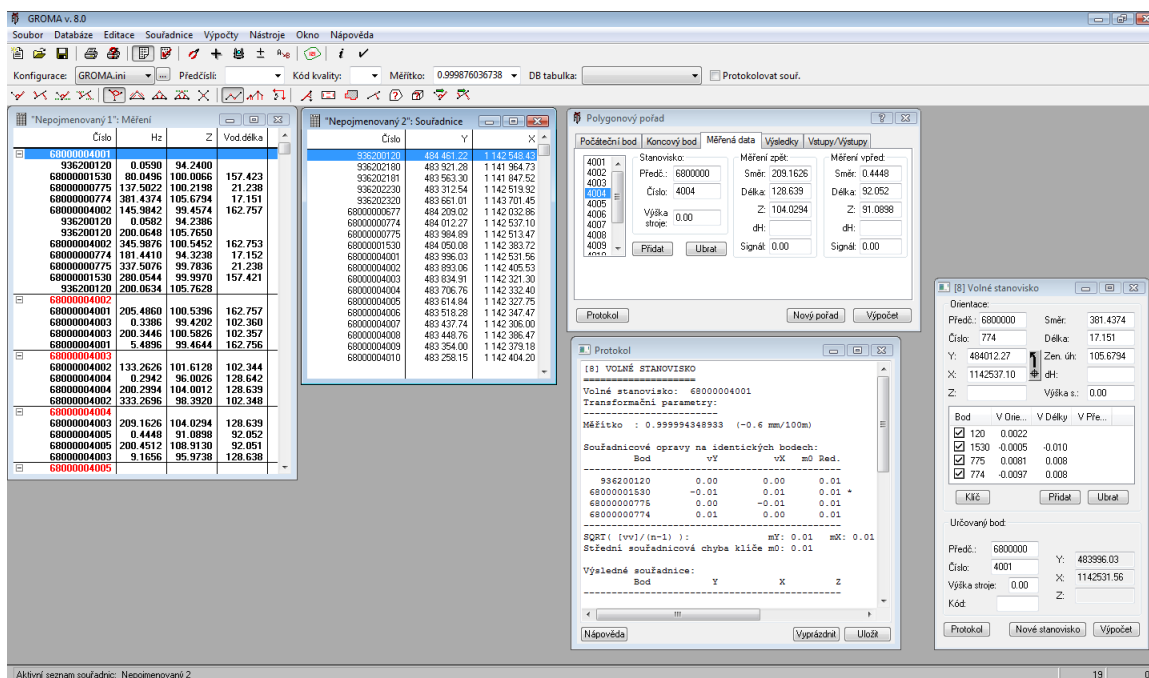 GROMA v. 8.0
Soubor Databáze Editace Souřadnice Výpočty Nástroje Okno Nápověda
Konfigurace: GROMA.ini ... Předčíslí: Kód kvality: Měřítko: 0.999876036738 DB tabulka: Protokolovat souř.
"Nepojmenovaný 1": Měření
Číslo Hz Z Vod.délka
68000004001
936200120 0.0590 94.2400
68000001530 80.0496 100.0066 157.423
68000000775 137.5022 100.2198 21.238
68000000774 381.4374 105.6794 17.151
68000004002 145.9842 99.4574 162.757
936200120 0.0582 94.2386
936200120 200.0648 105.7650
68000004002 345.9876 100.5452 162.753
68000000774 181.4410 94.3238 17.152
68000000775 337.5076 99.7836 21.238
68000001530 280.0544 99.9970 157.421
936200120 200.0634 105.7628
68000004002
68000004001 205.4860 100.5396 162.757
68000004003 0.3386 99.4202 102.360
68000004003 200.3446 100.5826 102.357
68000004001 5.4896 99.4644 162.756
68000004003
68000004002 133.2626 101.6128 102.344
68000004004 0.2942 96.0026 128.642
68000004004 200.2994 104.0012 128.639
68000004002 333.2696 98.3920 102.348
68000004004
68000004003 209.1626 104.0294 128.639
68000004005 0.4448 91.0898 92.052
68000004005 200.4512 108.9130 92.051
68000004003 9.1656 95.9738 128.638
68000004005
"Nepojmenovaný 2": Souřadnice
Číslo Y X
936200120 484 461.22 1 142 548.43
936202180 483 921.28 1 141 964.73
936202181 483 563.30 1 141 847.52
936202230 483 312.54 1 142 519.92
936202320 483 661.01 1 143 701.45
68000000677 484 209.02 1 142 032.86
68000000774 484 012.27 1 142 537.10
68000000775 483 984.89 1 142 513.47
68000001530 484 050.08 1 142 383.72
68000004001 483 996.03 1 142 531.56
68000004002 483 893.06 1 142 405.53
68000004003 483 834.91 1 142 321.30
68000004004 483 706.76 1 142 332.40
68000004005 483 614.84 1 142 327.75
68000004006 483 518.28 1 142 347.47
68000004007 483 437.74 1 142 306.00
68000004008 483 448.76 1 142 386.47
68000004009 483 354.00 1 142 379.18
68000004010 483 258.15 1 142 404.20
Polygonový pořad
Počáteční bod Koncový bod Měřená data Výsledky Vstupy/Výstupy
4001
4002
4003
4004
4005
4006
4007
4008
4009
4010
Stanovisko:
Předč.: 6800000
Číslo: 4004
Výška stroje: 0.00
Přidat Ubrat
Měření zpět:
Směr: 209.1626
Délka: 128.639
Z: 104.0294
dH:
Signál: 0.00
Měření vpřed:
Směr: 0.4448
Délka: 92.052
Z: 91.0898
dH:
Signál: 0.00
Protokol Nový pořad Výpočet
Protokol
[8] VOLNÉ STANOVISKO
====================
Volné stanovisko: 68000004001
Transformační parametry:
------------------------
Měřítko : 0.999994348933 (-0.6 mm/100m)
Souřadnicové opravy na identických bodech:
Bod vY vX m0 Red.
----------------------------------------------
936200120 0.00 0.00 0.01
68000001530 -0.01 0.01 0.01 *
68000000775 0.00 -0.01 0.01
68000000774 0.01 0.00 0.01
----------------------------------------------
SQRT( [vv]/(n-1) ): mY: 0.01 mX: 0.01
Střední souřadnicová chyba klíče m0: 0.01
Výsledné souřadnice:
Bod Y X Z
----------------------------------------------
Nápověda Vyprázdnit Uložit
[8] Volné stanovisko
Orientace:
Předč.: 6800000 Směr: 381.4374
Číslo: 774 Délka: 17.151
Y: 484012.27 Zen. úh: 105.6794
X: 1142537.10 dH:
Z: Výška s.: 0.00
Bod V Orie... V Délky V Pře...
120 0.0022
1530 -0.0005 -0.010
775 0.0081 0.008
774 -0.0097 0.008
Klíč Přidat Ubrat
Určovaný bod:
Předč.: 6800000
Číslo: 4001
Výška stroje: 0.00
Kód:
Y: 483996.03
X: 1142531.56
Z:
Protokol Nové stanovisko Výpočet
Aktivní seznam souřadnic: Nepojmenovaný 2 19 0